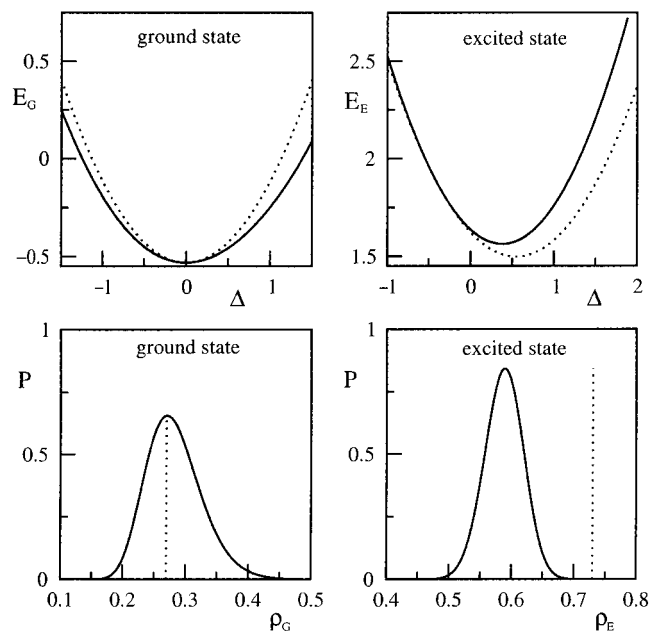 ground state
excited state
0.5
E_G
0
−0.5
−1
0
Δ
1
2.5
E_E
2
1.5
−1
0
Δ
1
2
1
ground state
P
0.5
0
0.1
0.2
0.3
ρ_G
0.4
0.5
1
excited state
P
0.5
0
0.4
0.5
0.6
0.7
ρ_E
0.8